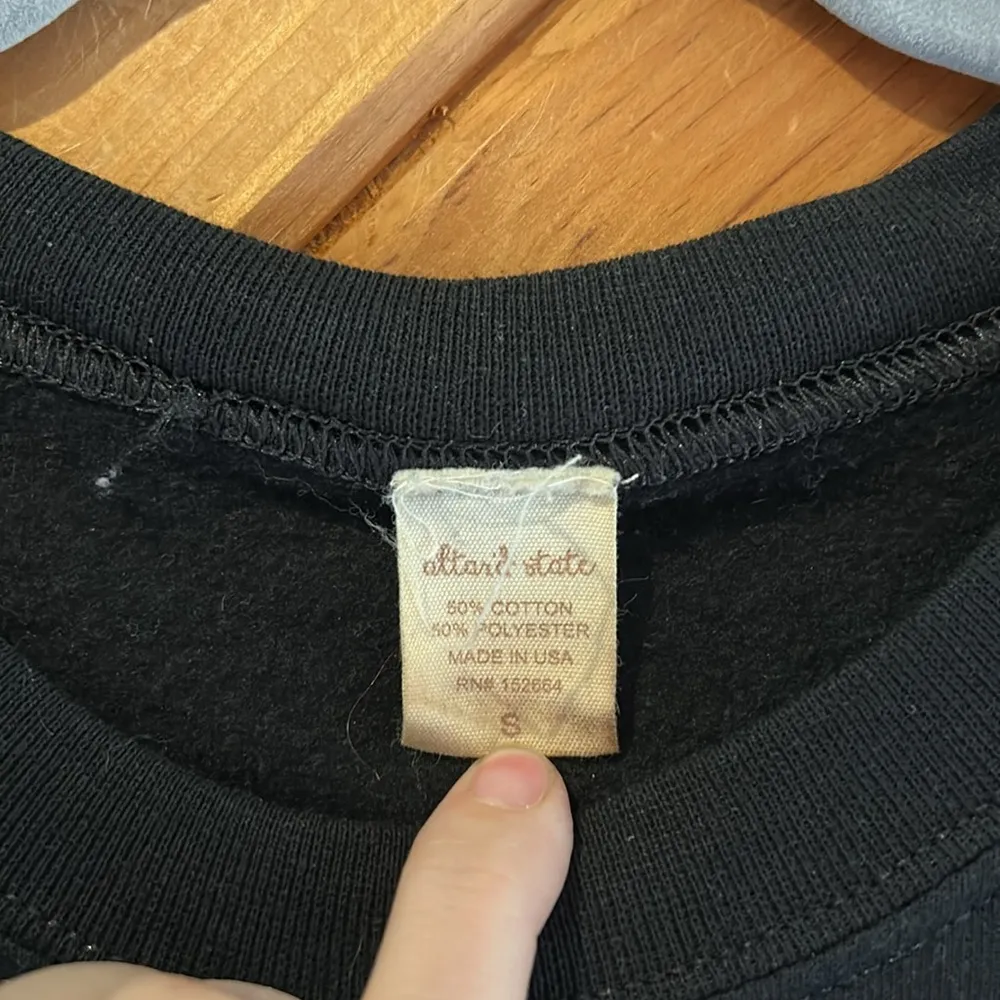 altar'd state
50% COTTON
50% POLYESTER
MADE IN USA
RN# 152664
S